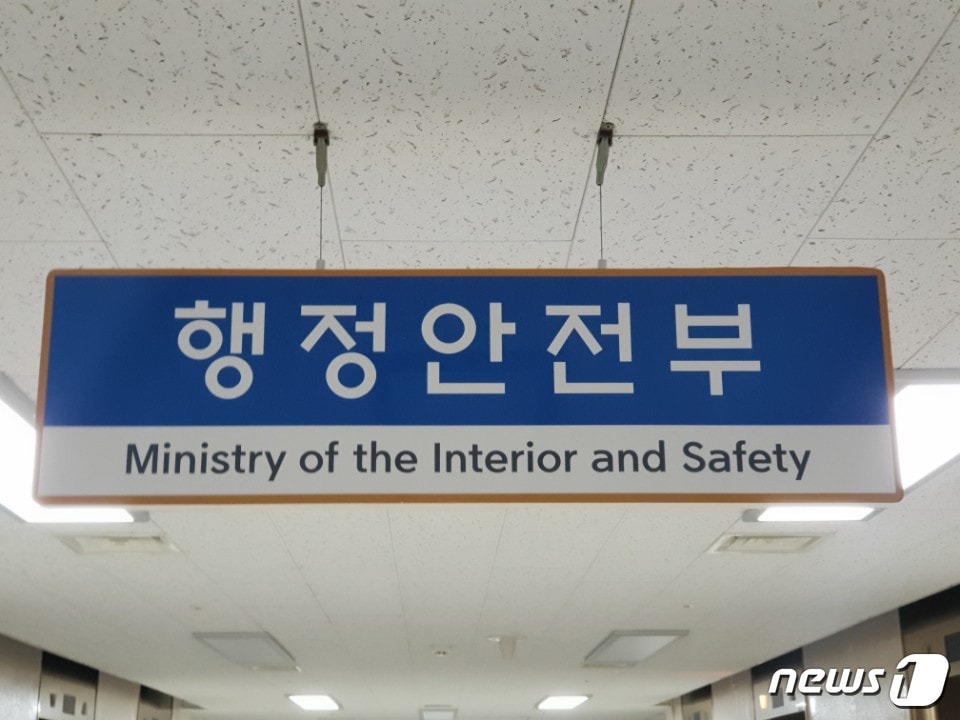 행정안전부
Ministry of the Interior and Safety
news1